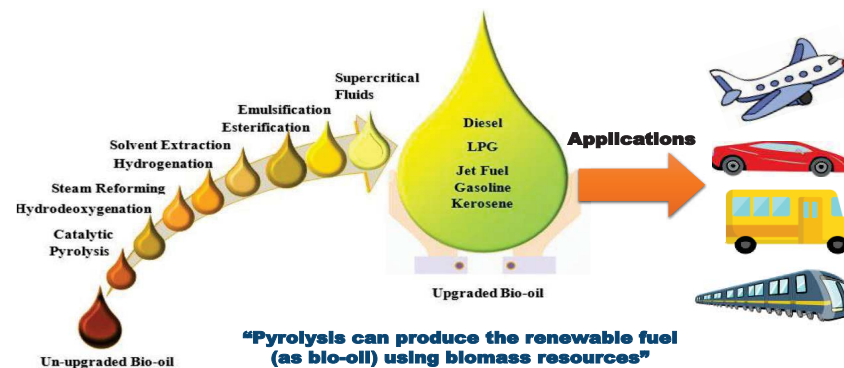 Supercritical
Fluids
Emulsification
Esterification
Solvent Extraction
Hydrogenation
Steam Reforming
Hydrodeoxygenation
Catalytic
Pyrolysis
Un-upgraded Bio-oil
Diesel
LPG
Jet Fuel
Gasoline
Kerosene
Upgraded Bio-oil
Applications
“Pyrolysis can produce the renewable fuel
(as bio-oil) using biomass resources”